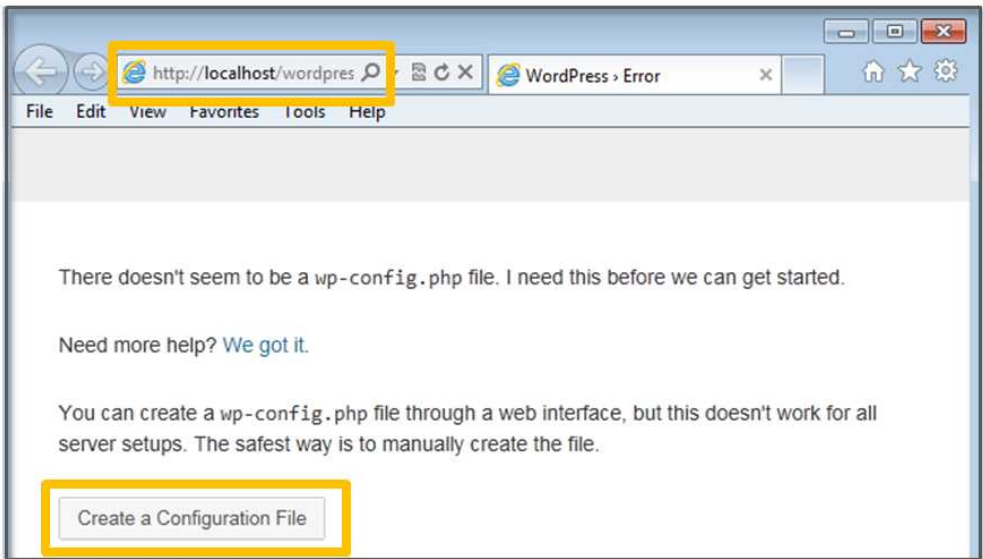 http://localhost/wordpres
WordPress › Error
File Edit View Favorites Tools Help
There doesn't seem to be a wp-config.php file. I need this before we can get started.
Need more help? We got it.
You can create a wp-config.php file through a web interface, but this doesn't work for all
server setups. The safest way is to manually create the file.
Create a Configuration File